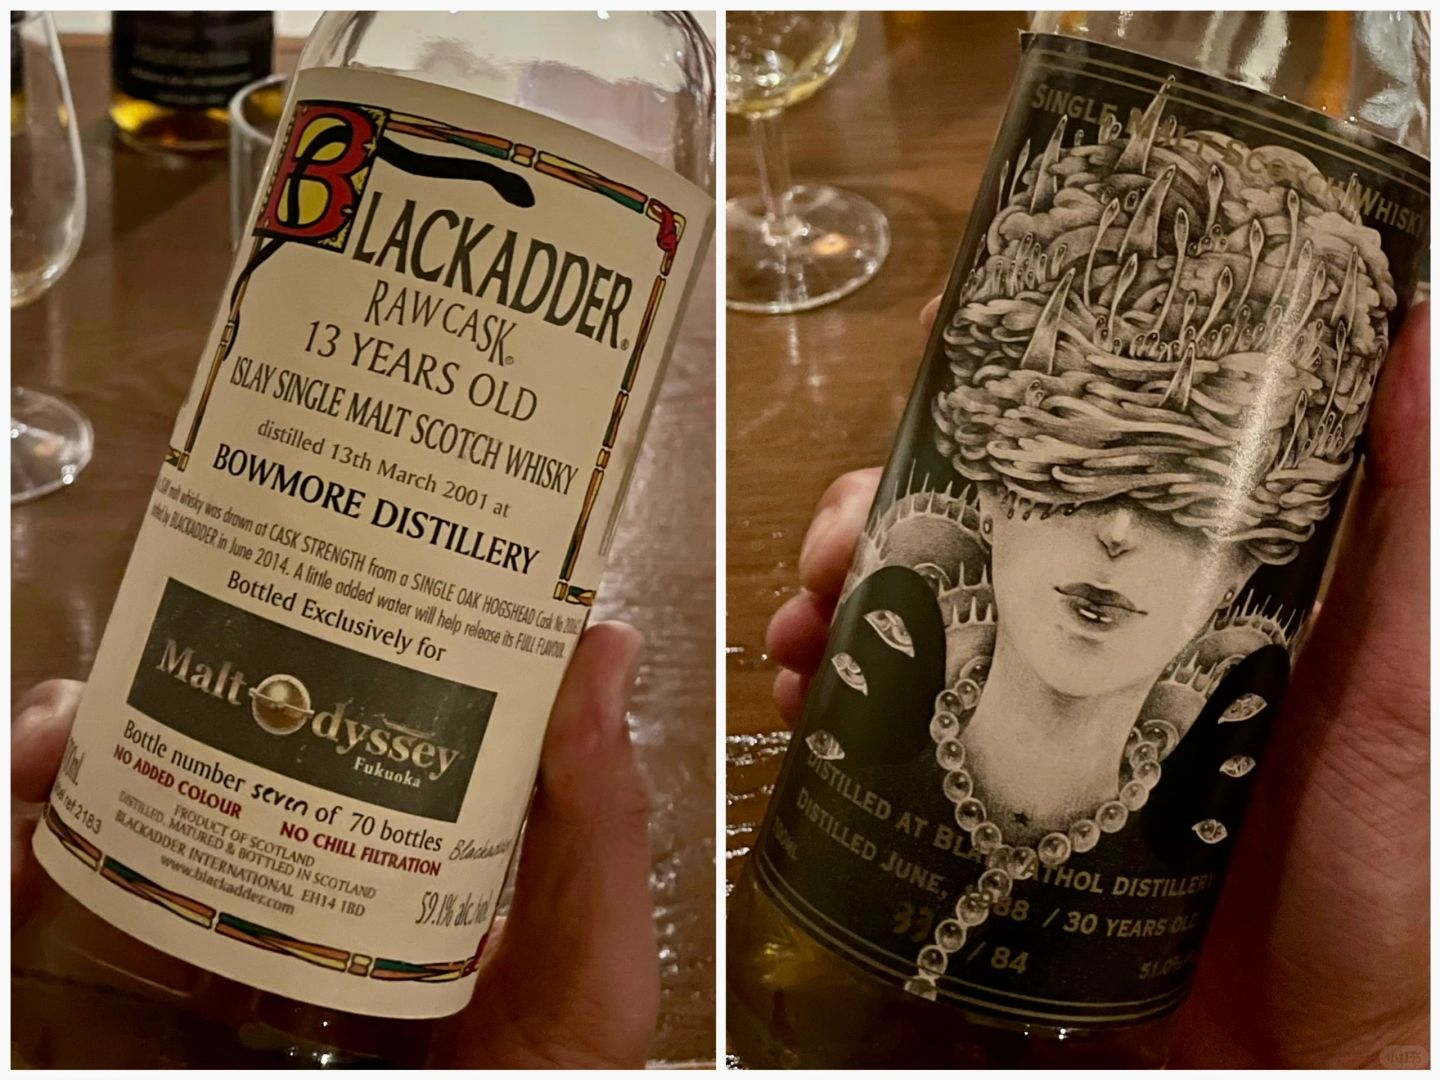 BLACKADDER®
RAW CASK
13 YEARS OLD
ISLAY SINGLE MALT SCOTCH WHISKY
distilled 13th March 2001 at
BOWMORE DISTILLERY
malt whisky was drawn at CASK STRENGTH from a SINGLE OAK HOGSHEAD Cask No
by BLACKADDER in June 2014. A little added water will help release its FULL FLAVOUR.
Bottled Exclusively for
Malt Odyssey
Fukuoka
Bottle number seven of 70 bottles
NO ADDED COLOUR
NO CHILL FILTRATION
PRODUCT OF SCOTLAND
DISTILLED, MATURED & BOTTLED IN SCOTLAND
BLACKADDER INTERNATIONAL EH14 1BD
www.blackadder.com
Blackadder
59.1% alc/vol
ref 2183
SINGLE MALT SCOTCH WHISKY
DISTILLED AT BLAIR ATHOL DISTILLERY
DISTILLED JUNE, 1988 / 30 YEARS OLD
/ 84